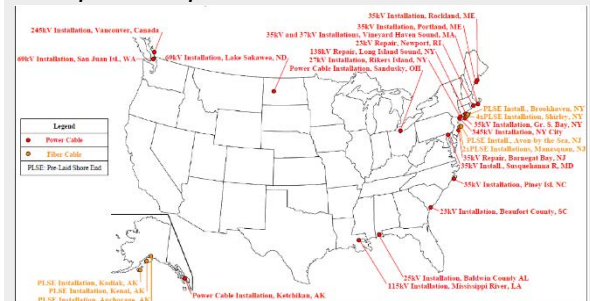 35kV Installation, Rockland, ME
35kV Installation, Portland, ME
35kV and 37kV Installations, Vineyard Haven Sound, MA
23kV Repair, Newport, RI
138kV Repair, Long Island Sound, NY
27kV Installation, Rikers Island, NY
Power Cable Installation, Sandusky, OH
245kV Installation, Vancouver, Canada
69kV Installation, San Juan Isl., WA
69kV Installation, Lake Sakawea, ND
PLSE Install., Brookhaven, NY
4xPLSE Installation, Shirley, NY
35kV Installation, Gr. S. Bay, NY
345kV Installation, NY City
PLSE Install., Avon-by the Sea, NJ
2xPLSE Installations, Manasquan, NJ
35kV Repair, Barnegat Bay, NJ
35kV Install., Susquehanna R, MD
35kV Installation, Piney Isl, NC
23kV Installation, Beaufort County, SC
25kV Installation, Baldwin County AL
115kV Installation, Mississippi River, LA
Legend
Power Cable
Fiber Cable
PLSE: Pre-Laid Shore End
PLSE Installation, Kodiak, AK
PLSE Installation, Kenai, AK
PLSE Installation, Anchorage, AK
Power Cable Installation, Ketchikan, AK